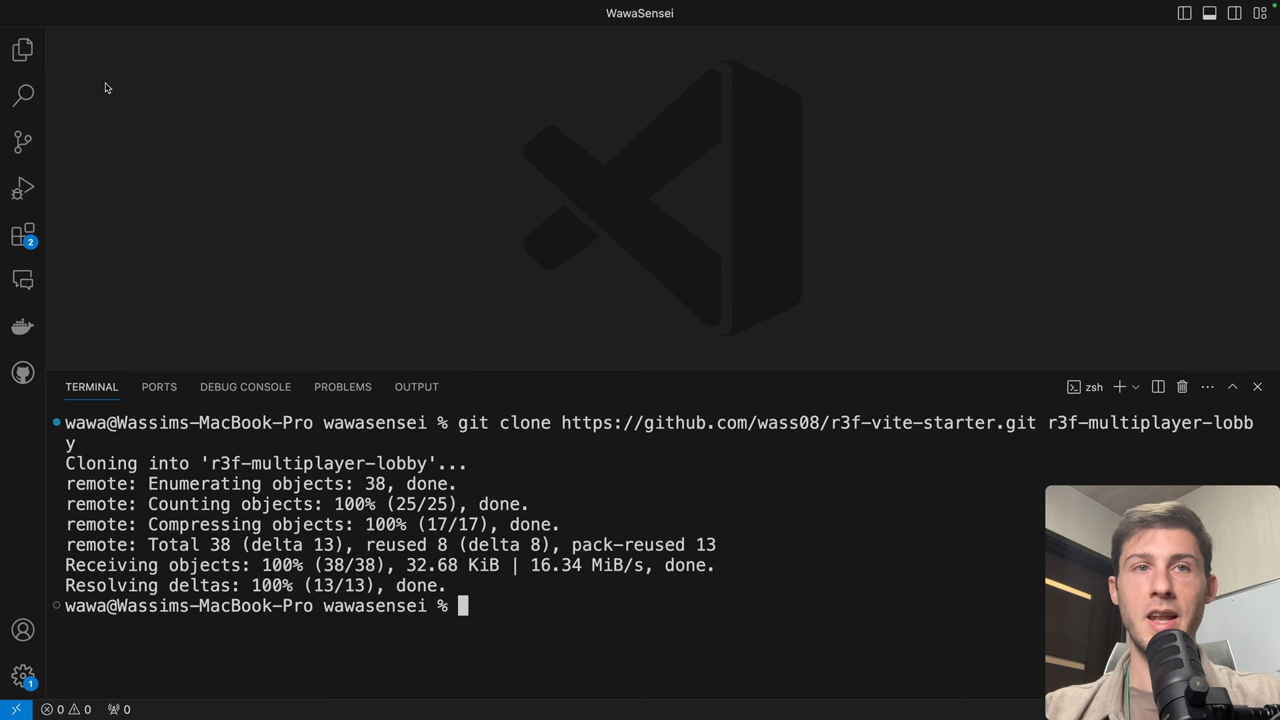 WawaSensei
2
TERMINAL PORTS DEBUG CONSOLE PROBLEMS OUTPUT zsh
wawa@Wassims-MacBook-Pro wawasensei % git clone https://github.com/wass08/r3f-vite-starter.git r3f-multiplayer-lobb
y
Cloning into 'r3f-multiplayer-lobby'...
remote: Enumerating objects: 38, done.
remote: Counting objects: 100% (25/25), done.
remote: Compressing objects: 100% (17/17), done.
remote: Total 38 (delta 13), reused 8 (delta 8), pack-reused 13
Receiving objects: 100% (38/38), 32.68 KiB | 16.34 MiB/s, done.
Resolving deltas: 100% (13/13), done.
wawa@Wassims-MacBook-Pro wawasensei %
1
0 0 0